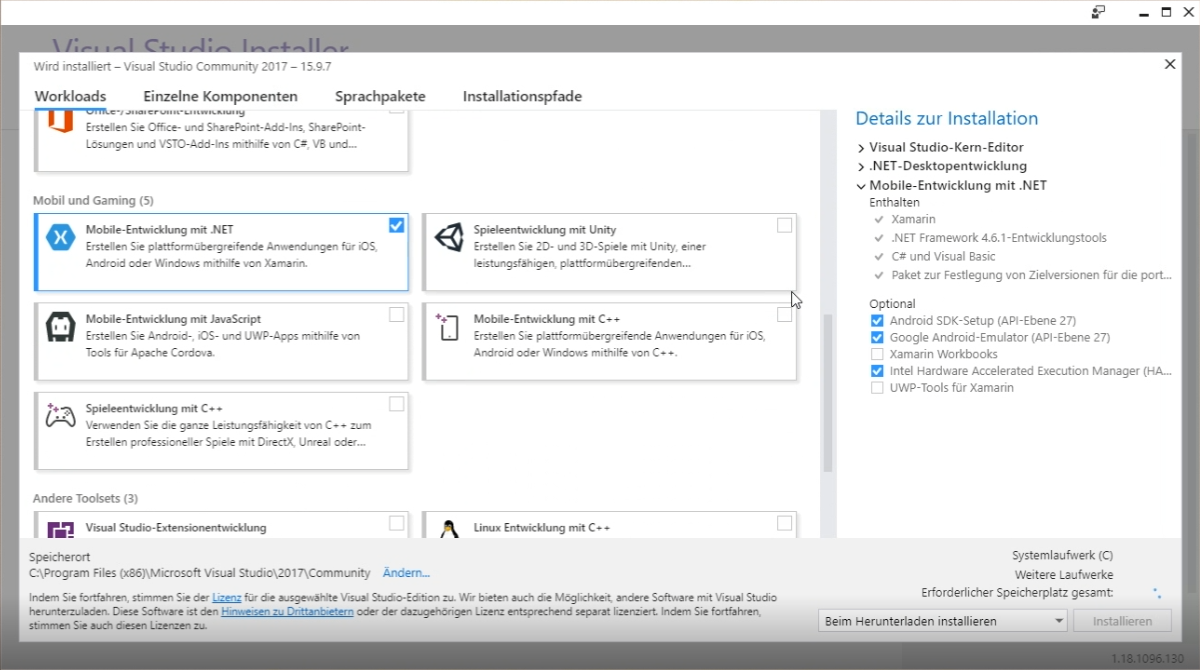 Visual Studio Installer
Wird installiert – Visual Studio Community 2017 – 15.9.7
Workloads
Einzelne Komponenten
Sprachpakete
Installationspfade
Office-/SharePoint-Entwicklung
Erstellen Sie Office- und SharePoint-Add-Ins, SharePoint-
Lösungen und VSTO-Add-Ins mithilfe von C#, VB und...
Mobil und Gaming (5)
Mobile-Entwicklung mit .NET
Erstellen Sie plattformübergreifende Anwendungen für iOS,
Android oder Windows mithilfe von Xamarin.
Spieleentwicklung mit Unity
Erstellen Sie 2D- und 3D-Spiele mit Unity, einer
leistungsfähigen, plattformübergreifenden...
Mobile-Entwicklung mit JavaScript
Erstellen Sie Android-, iOS- und UWP-Apps mithilfe von
Tools für Apache Cordova.
Mobile-Entwicklung mit C++
Erstellen Sie plattformübergreifende Anwendungen für iOS,
Android oder Windows mithilfe von C++.
Spieleentwicklung mit C++
Verwenden Sie die ganze Leistungsfähigkeit von C++ zum
Erstellen professioneller Spiele mit DirectX, Unreal oder...
Andere Toolsets (3)
Visual Studio-Extensionentwicklung
Linux Entwicklung mit C++
Details zur Installation
Visual Studio-Kern-Editor
.NET-Desktopentwicklung
Mobile-Entwicklung mit .NET
Enthalten
Xamarin
.NET Framework 4.6.1-Entwicklungstools
C# und Visual Basic
Paket zur Festlegung von Zielversionen für die port...
Optional
Android SDK-Setup (API-Ebene 27)
Google Android-Emulator (API-Ebene 27)
Xamarin Workbooks
Intel Hardware Accelerated Execution Manager (HA...
UWP-Tools für Xamarin
Speicherort
C:\Program Files (x86)\Microsoft Visual Studio\2017\Community Ändern...
Indem Sie fortfahren, stimmen Sie der Lizenz für die ausgewählte Visual Studio-Edition zu. Wir bieten auch die Möglichkeit, andere Software mit Visual Studio
herunterzuladen. Diese Software ist den Hinweisen zu Drittanbietern oder der dazugehörigen Lizenz entsprechend separat lizenziert. Indem Sie fortfahren,
stimmen Sie auch diesen Lizenzen zu.
Systemlaufwerk (C)
Weitere Laufwerke
Erforderlicher Speicherplatz gesamt:
Beim Herunterladen installieren
Installieren
1.18.1096.130